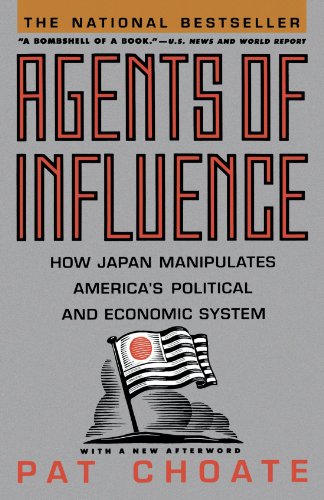 THE NATIONAL BESTSELLER
"A BOMBSHELL OF A BOOK."—U.S. NEWS AND WORLD REPORT
AGENTS OF
INFLUENCE
HOW JAPAN MANIPULATES
AMERICA'S POLITICAL
AND ECONOMIC SYSTEM
WITH A NEW AFTERWORD
PAT CHOATE